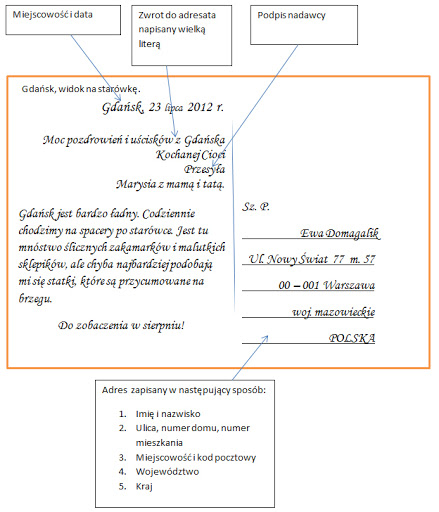 Miejscowość i data
Zwrot do adresata
napisany wielką
literą
Podpis nadawcy
Gdańsk, widok na starówkę.
Gdańsk, 23 lipca 2012 r.
Moc pozdrowień i uścisków z Gdańska
Kochanej Cioci
Przesyła
Marysia z mamą i tatą.
Gdańsk jest bardzo ładny. Codziennie
chodzimy na spacery po starówce. Jest tu
mnóstwo ślicznych zakamarków i malutkich
sklepików, ale chyba najbardziej podobają
mi się statki, które są przycumowane na
brzegu.
Do zobaczenia w sierpniu!
Sz. P.
Ewa Domagalik
Ul. Nowy Świat 77 m. 57
00 – 001 Warszawa
woj. mazowieckie
POLSKA
Adres zapisany w następujący sposób:
1. Imię i nazwisko
2. Ulica, numer domu, numer
mieszkania
3. Miejscowość i kod pocztowy
4. Województwo
5. Kraj